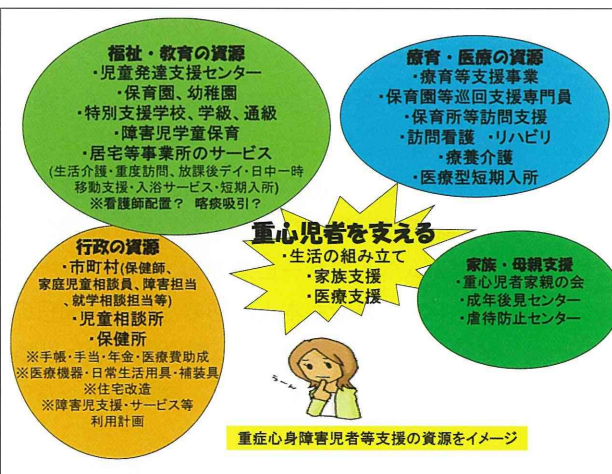 福祉・教育の資源
・児童発達支援センター
・保育園、幼稚園
・特別支援学校、学級、通級
・障害児学童保育
・居宅等事業所のサービス
(生活介護・重度訪問、放課後デイ・日中一時
移動支援・入浴サービス・短期入所)
※看護師配置? 喀痰吸引?
療育・医療の資源
・療育等支援事業
・保育園等巡回支援専門員
・保育所等訪問支援
・訪問看護 ・リハビリ
・療養介護
・医療型短期入所
重心児者を支える
・生活の組み立て
・家族支援
・医療支援
行政の資源
・市町村(保健師、
家庭児童相談員、障害担当
、就学相談担当等)
・児童相談所
・保健所
※手帳・手当・年金・医療費助成
※医療機器・日常生活用具・補装具
※住宅改造
※障害児支援・サービス等
利用計画
家族・母親支援
・重心児者家親の会
・成年後見センター
・虐待防止センター
うーん
重症心身障害児者等支援の資源をイメージ